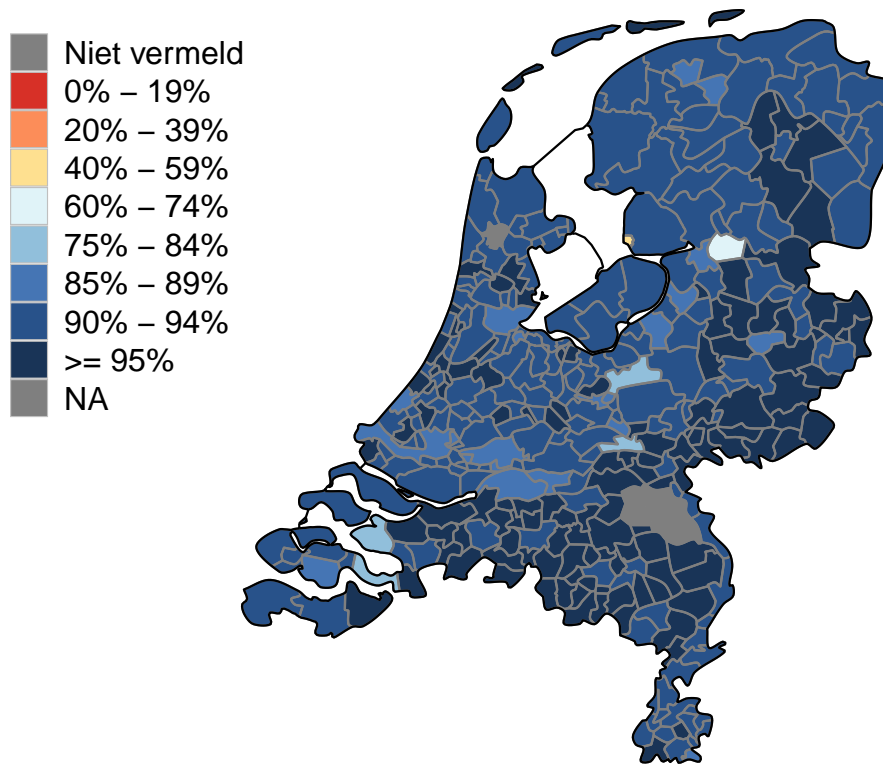 Niet vermeld
0% − 19%
20% − 39%
40% − 59%
60% − 74%
75% − 84%
85% − 89%
90% − 94%
>= 95%
NA